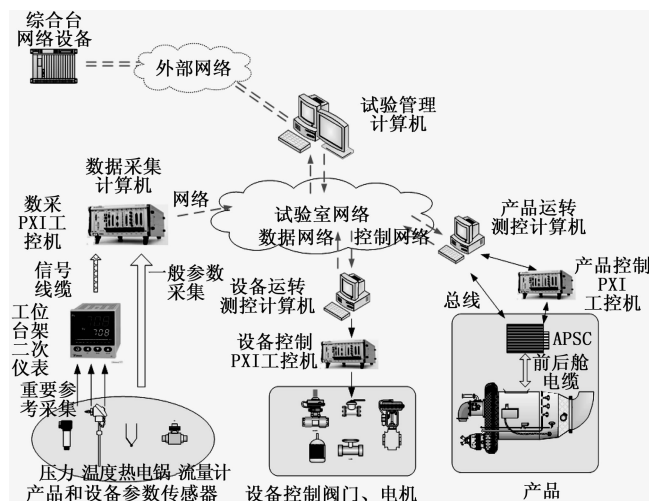 综合台
网络设备
外部网络
试验管理
计算机
数据采集
计算机
数采
PXI工
控机
网络
试验室网络
数据网络
控制网络
产品运转
测控计算机
信号
线缆
一般参数
采集
设备运转
测控计算机
产品控制
PXI
工控机
总线
工位
台架
二次
仪表
708
设备控制
PXI工控机
APSC
前后舱
电缆
重要参
考采集
压力
温度热电锅
流量计
产品和设备参数传感器
设备控制阀门、电机
产品